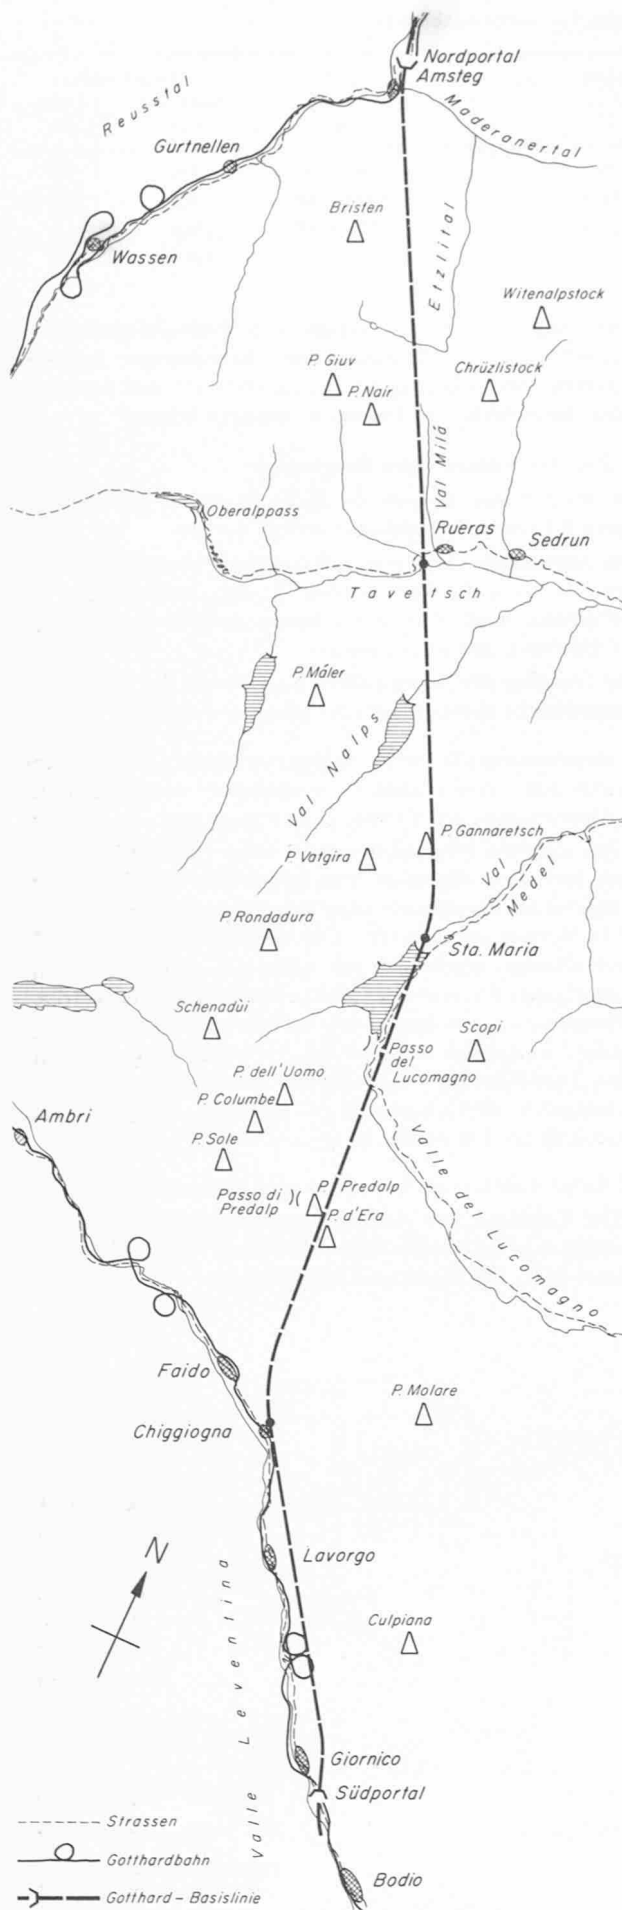 Nordportal
Amsteg
Reusstal
Maderanertal
Gurtnellen
Bristen
Etzlital
Wassen
Witenalpstock
P. Giuv
Chrüzlistock
P. Nair
Val Milà
Oberalppass
Rueras
Sedrun
Tavetsch
P. Måler
Val Nalps
P. Gannaretsch
P. Vatgira
Val
Medel
P. Rondadura
Sta. Maria
Schenadüi
Scopi
Passo
del
Lucomagno
P. dell'Uomo
P. Columbe
Ambri
P. Sole
Valle del Lucomagno
P. Predalp
Passo di
Predalp
P. d'Era
Faido
P. Molare
Chiggiogna
N
Lavorgo
Culpiana
Valle Leventina
Giornico
Südportal
Strassen
Gotthardbahn
Bodio
Gotthard – Basislinie